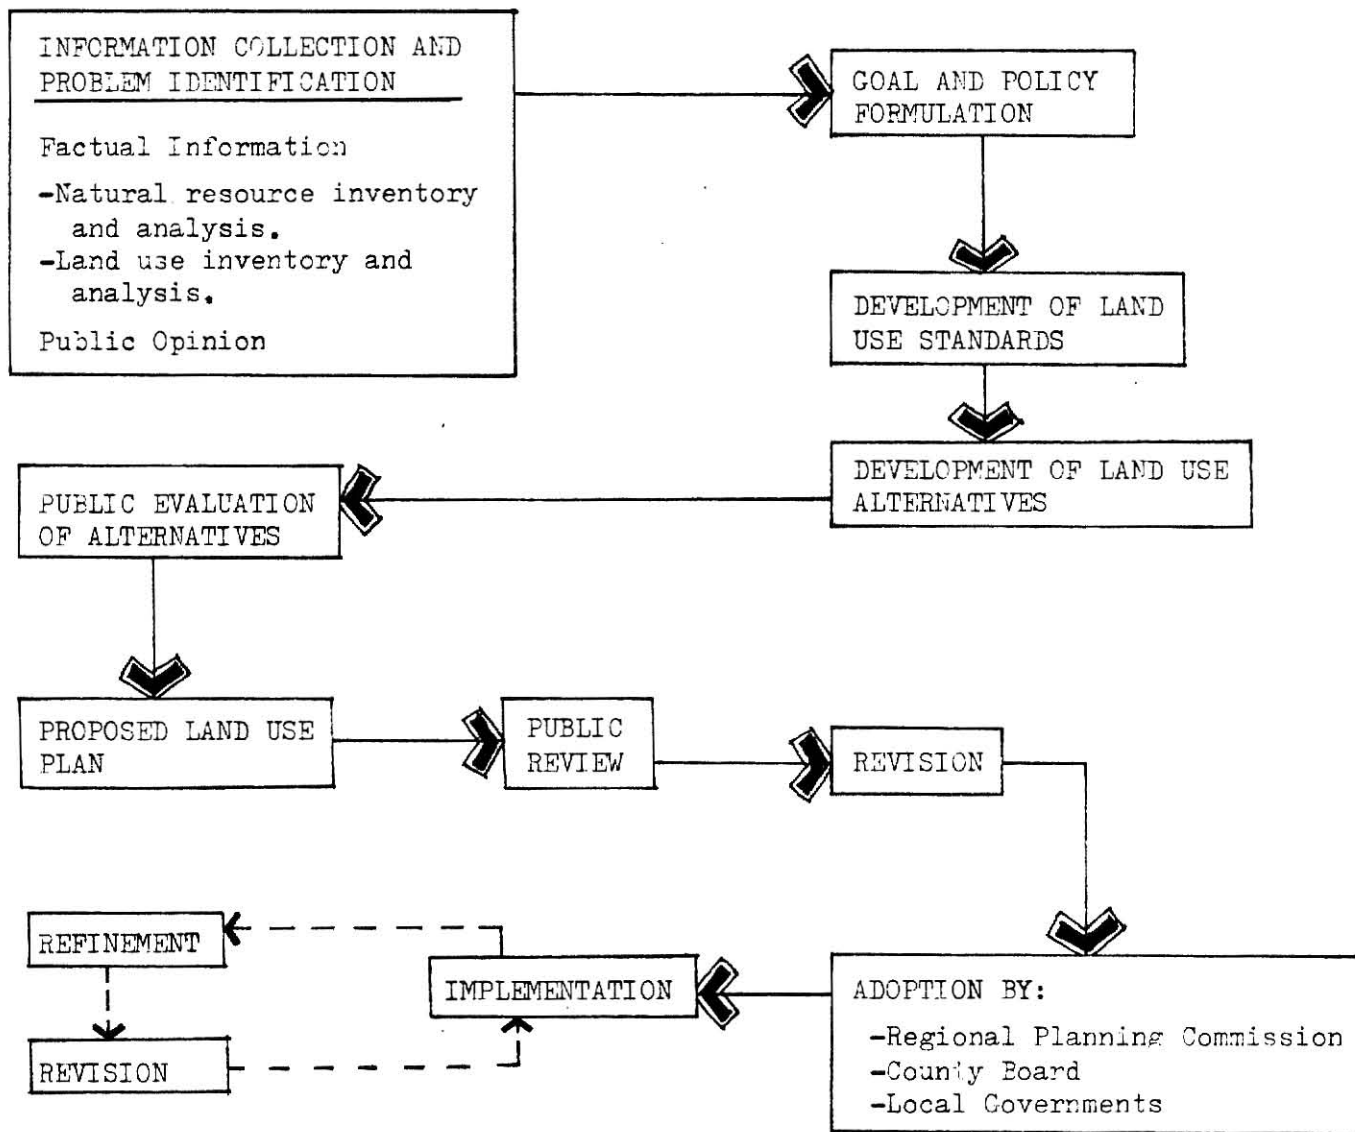 INFORMATION COLLECTION AND
PROBLEM IDENTIFICATION
Factual Information
-Natural resource inventory
and analysis.
-Land use inventory and
analysis.
Public Opinion
GOAL AND POLICY
FORMULATION
DEVELOPMENT OF LAND
USE STANDARDS
DEVELOPMENT OF LAND USE
ALTERNATIVES
PUBLIC EVALUATION
OF ALTERNATIVES
PROPOSED LAND USE
PLAN
PUBLIC
REVIEW
REVISION
ADOPTION BY:
-Regional Planning Commission
-County Board
-Local Governments
IMPLEMENTATION
REFINEMENT
REVISION